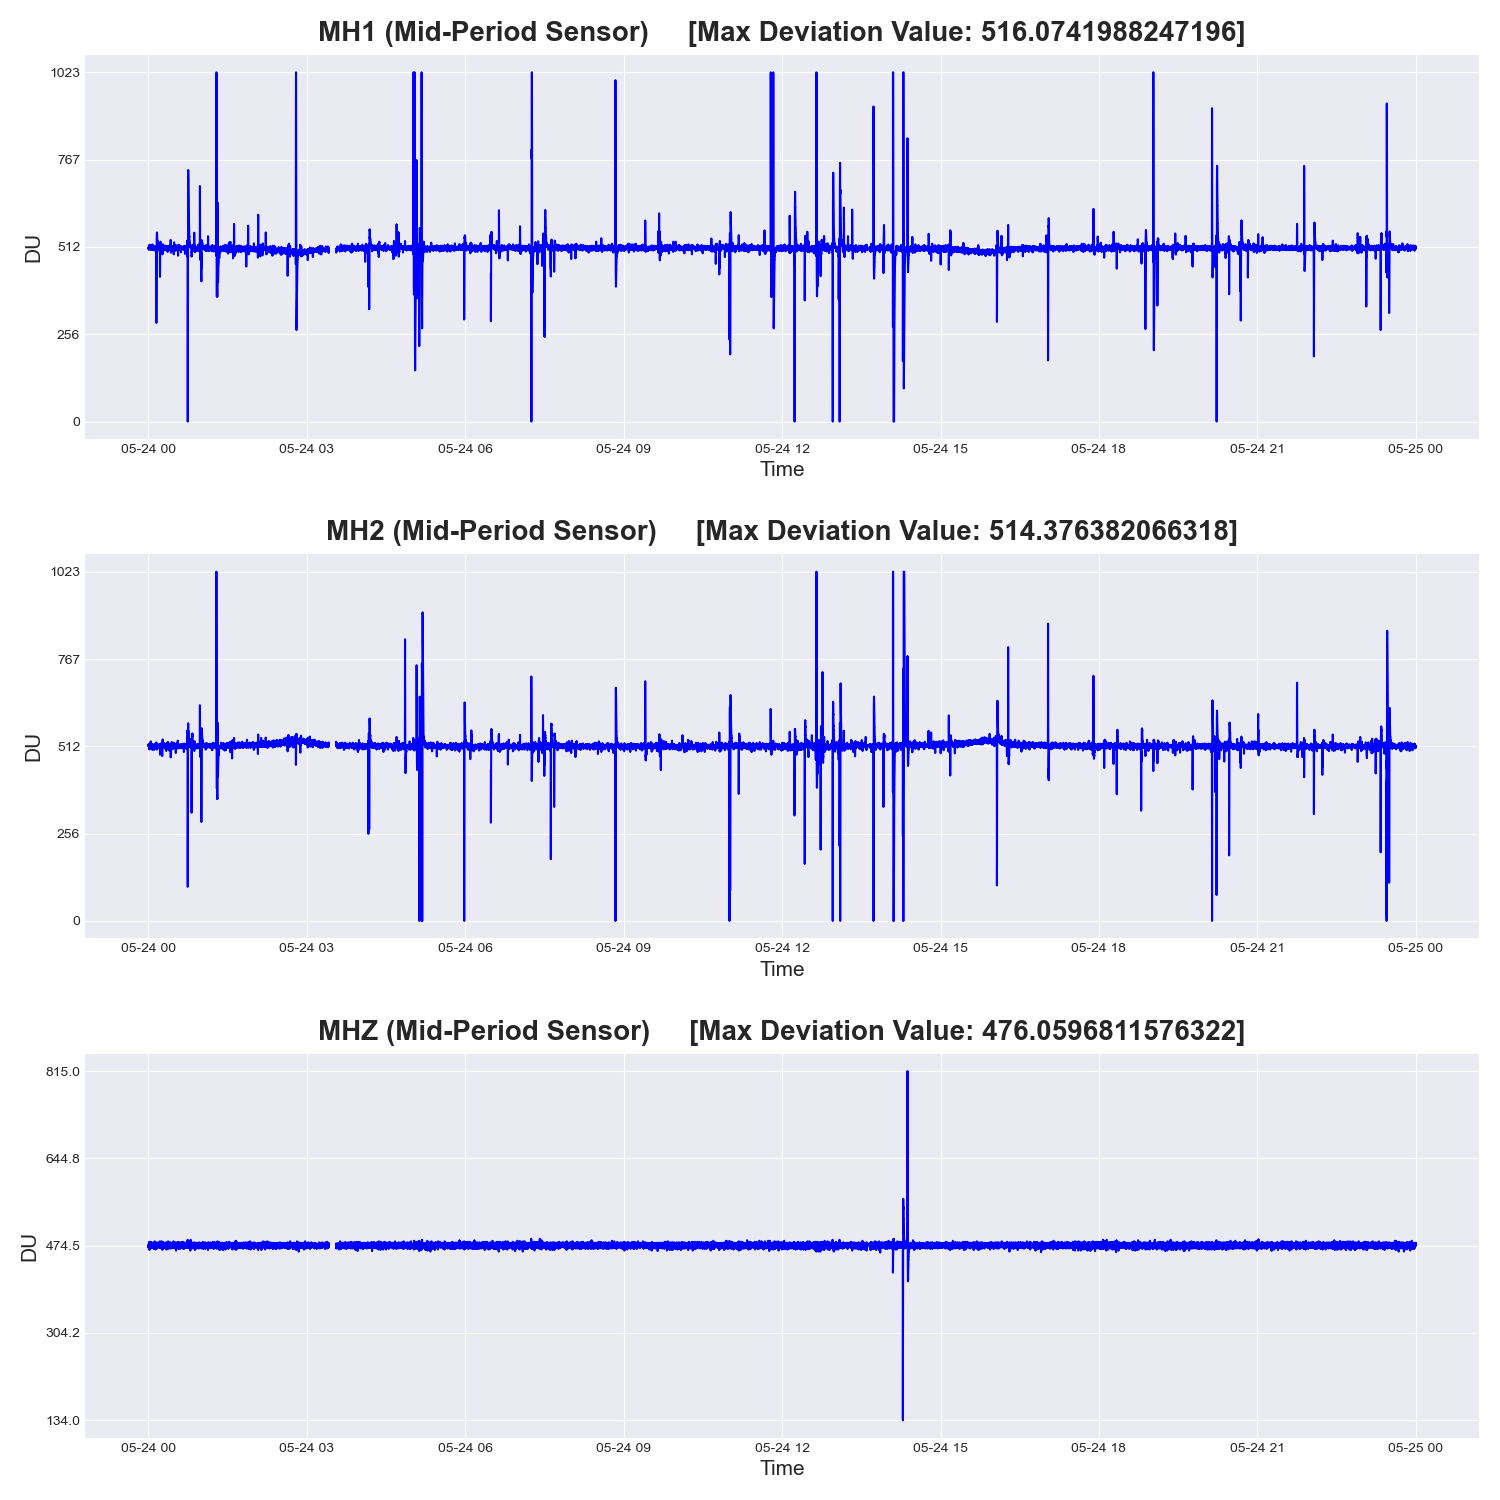 MH1 (Mid-Period Sensor) [Max Deviation Value: 516.0741988247196]
1023
767
512
256
0
DU
05-24 00 05-24 03 05-24 06 05-24 09 05-24 12 05-24 15 05-24 18 05-24 21 05-25 00
Time
MH2 (Mid-Period Sensor) [Max Deviation Value: 514.376382066318]
1023
767
512
256
0
DU
05-24 00 05-24 03 05-24 06 05-24 09 05-24 12 05-24 15 05-24 18 05-24 21 05-25 00
Time
MHZ (Mid-Period Sensor) [Max Deviation Value: 476.0596811576322]
815.0
644.8
474.5
304.2
134.0
DU
05-24 00 05-24 03 05-24 06 05-24 09 05-24 12 05-24 15 05-24 18 05-24 21 05-25 00
Time